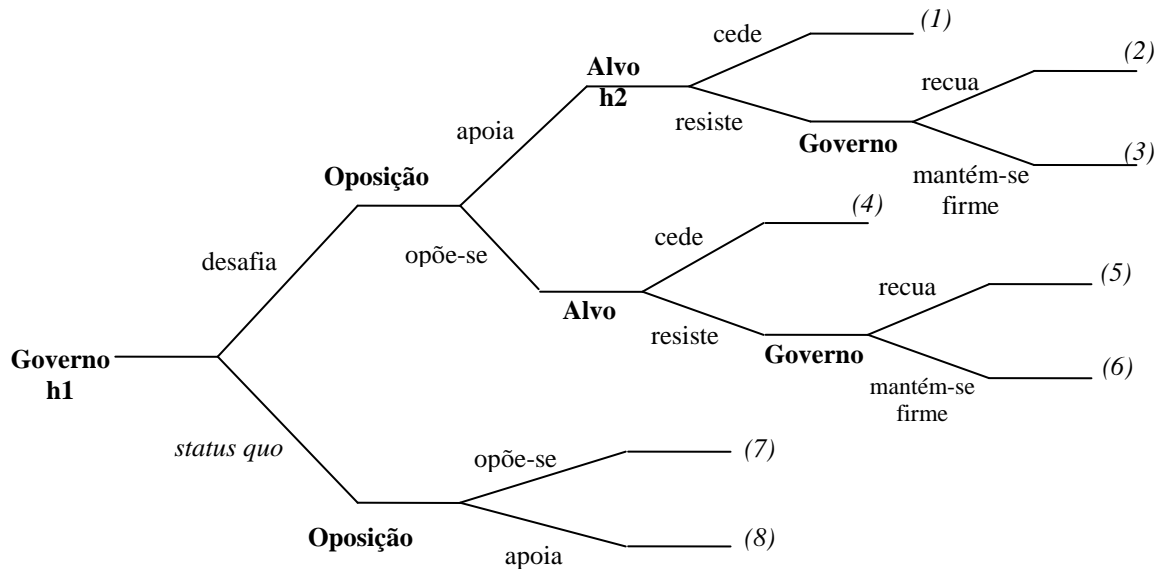 cede
(1)
Alvo
h2
(2)
recua
apoia
resiste
Governo
(3)
Oposição
mantém-se
firme
(4)
cede
desafia
opõe-se
(5)
recua
Alvo
resiste
Governo
h1
Governo
(6)
mantém-se
firme
status quo
opõe-se
(7)
Oposição
(8)
apoia